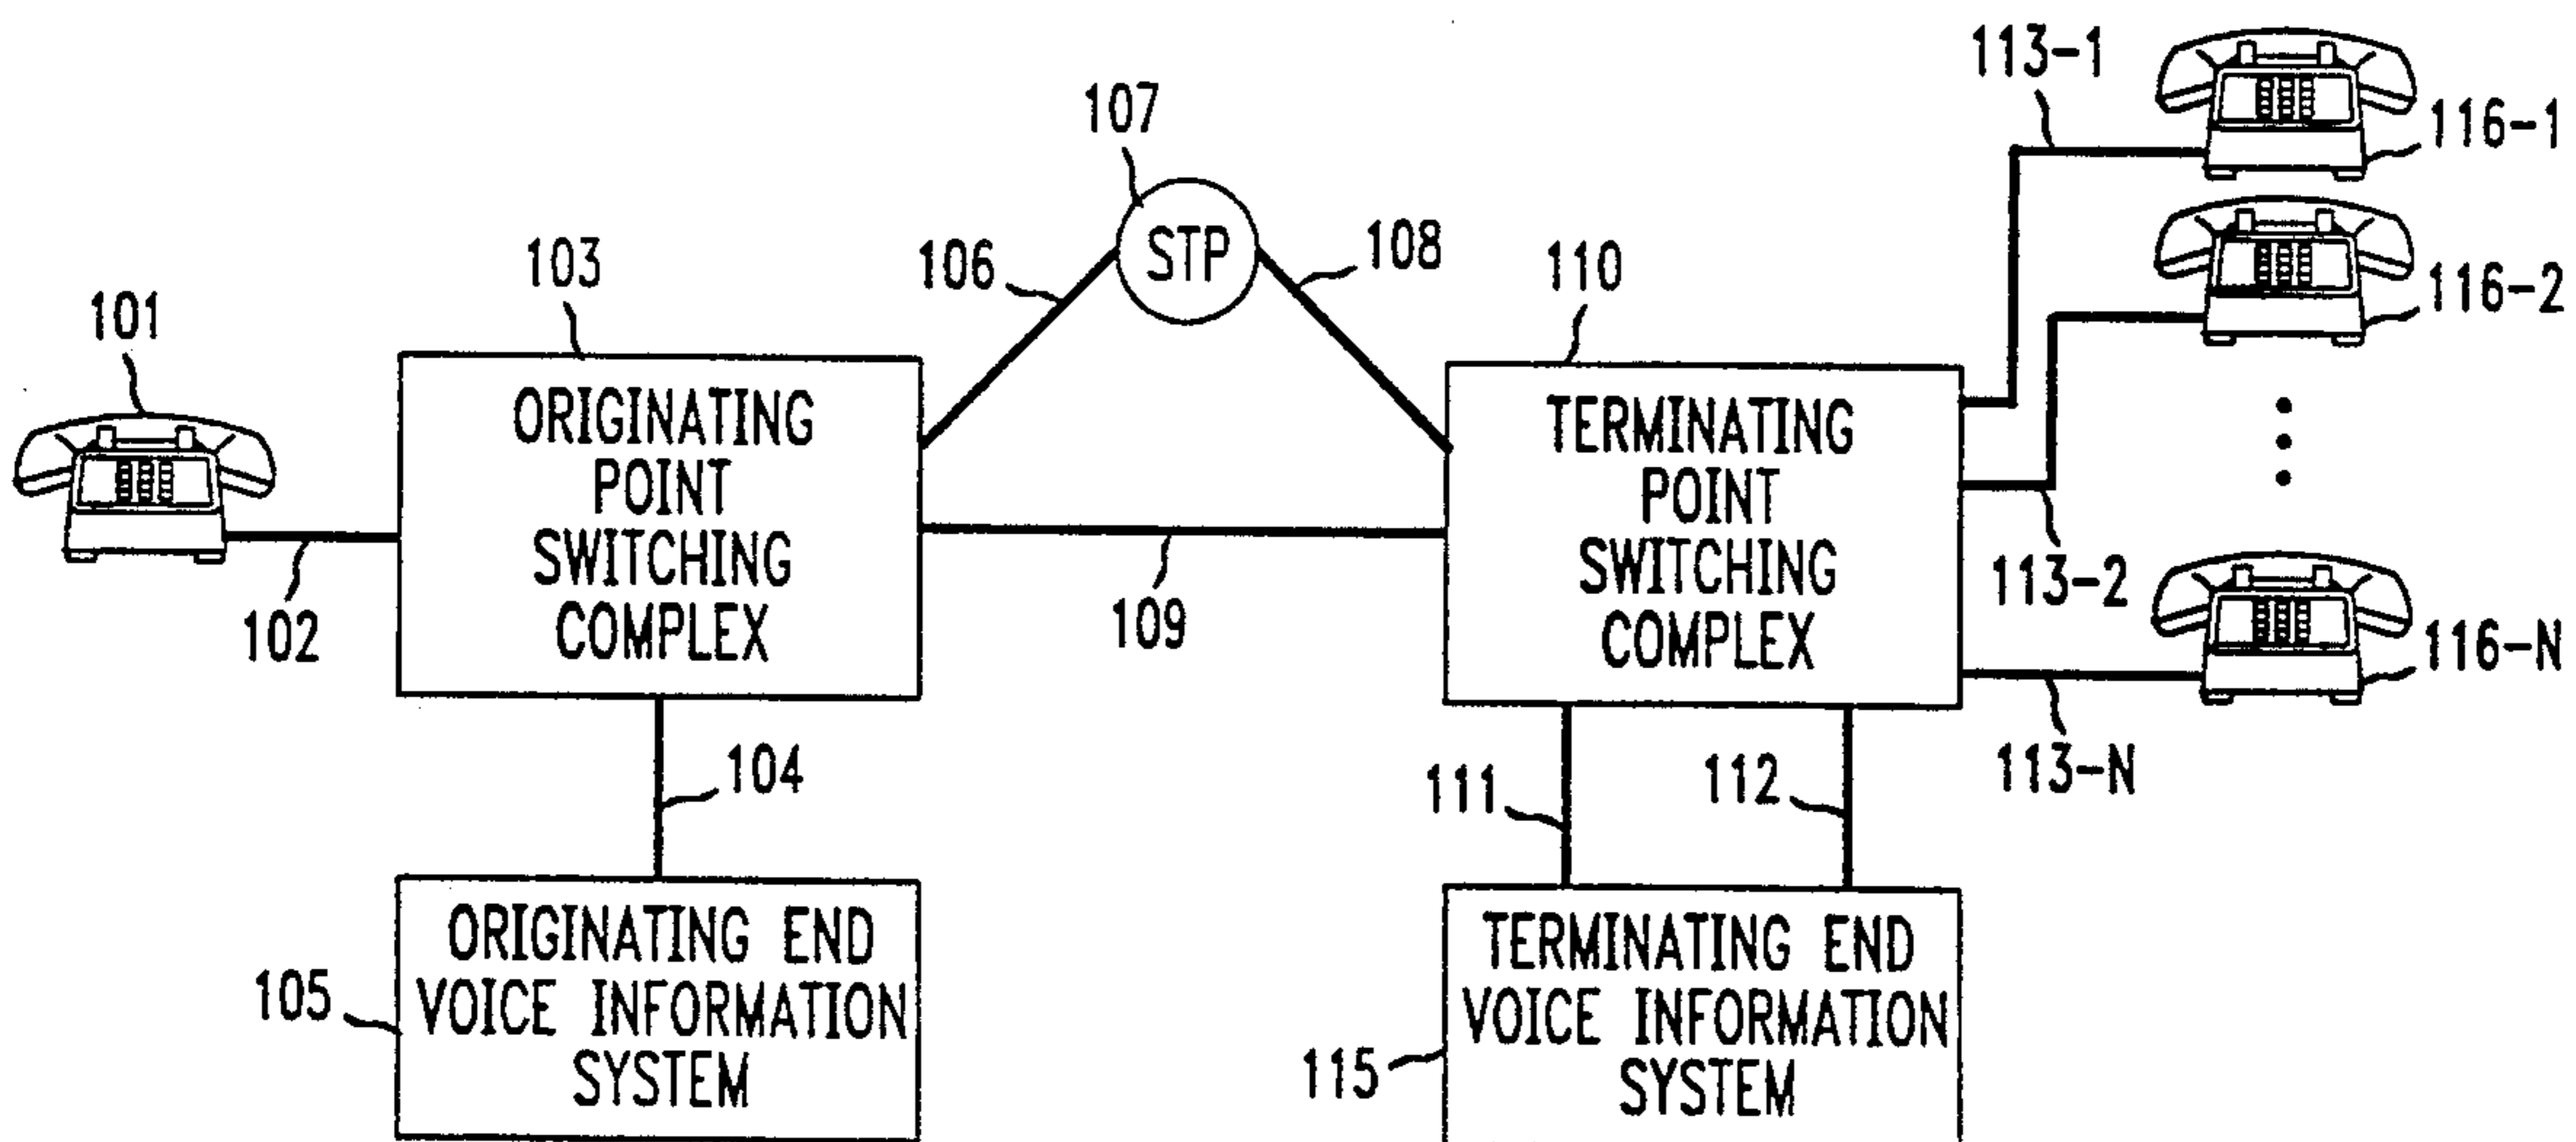 113-1
116-1
107
STP
106
108
103
110
116-2
101
ORIGINATING
POINT
SWITCHING
COMPLEX
TERMINATING
POINT
SWITCHING
COMPLEX
102
109
113-2
116-N
113-N
104
111
112
ORIGINATING END
VOICE INFORMATION
SYSTEM
105
TERMINATING END
VOICE INFORMATION
SYSTEM
115